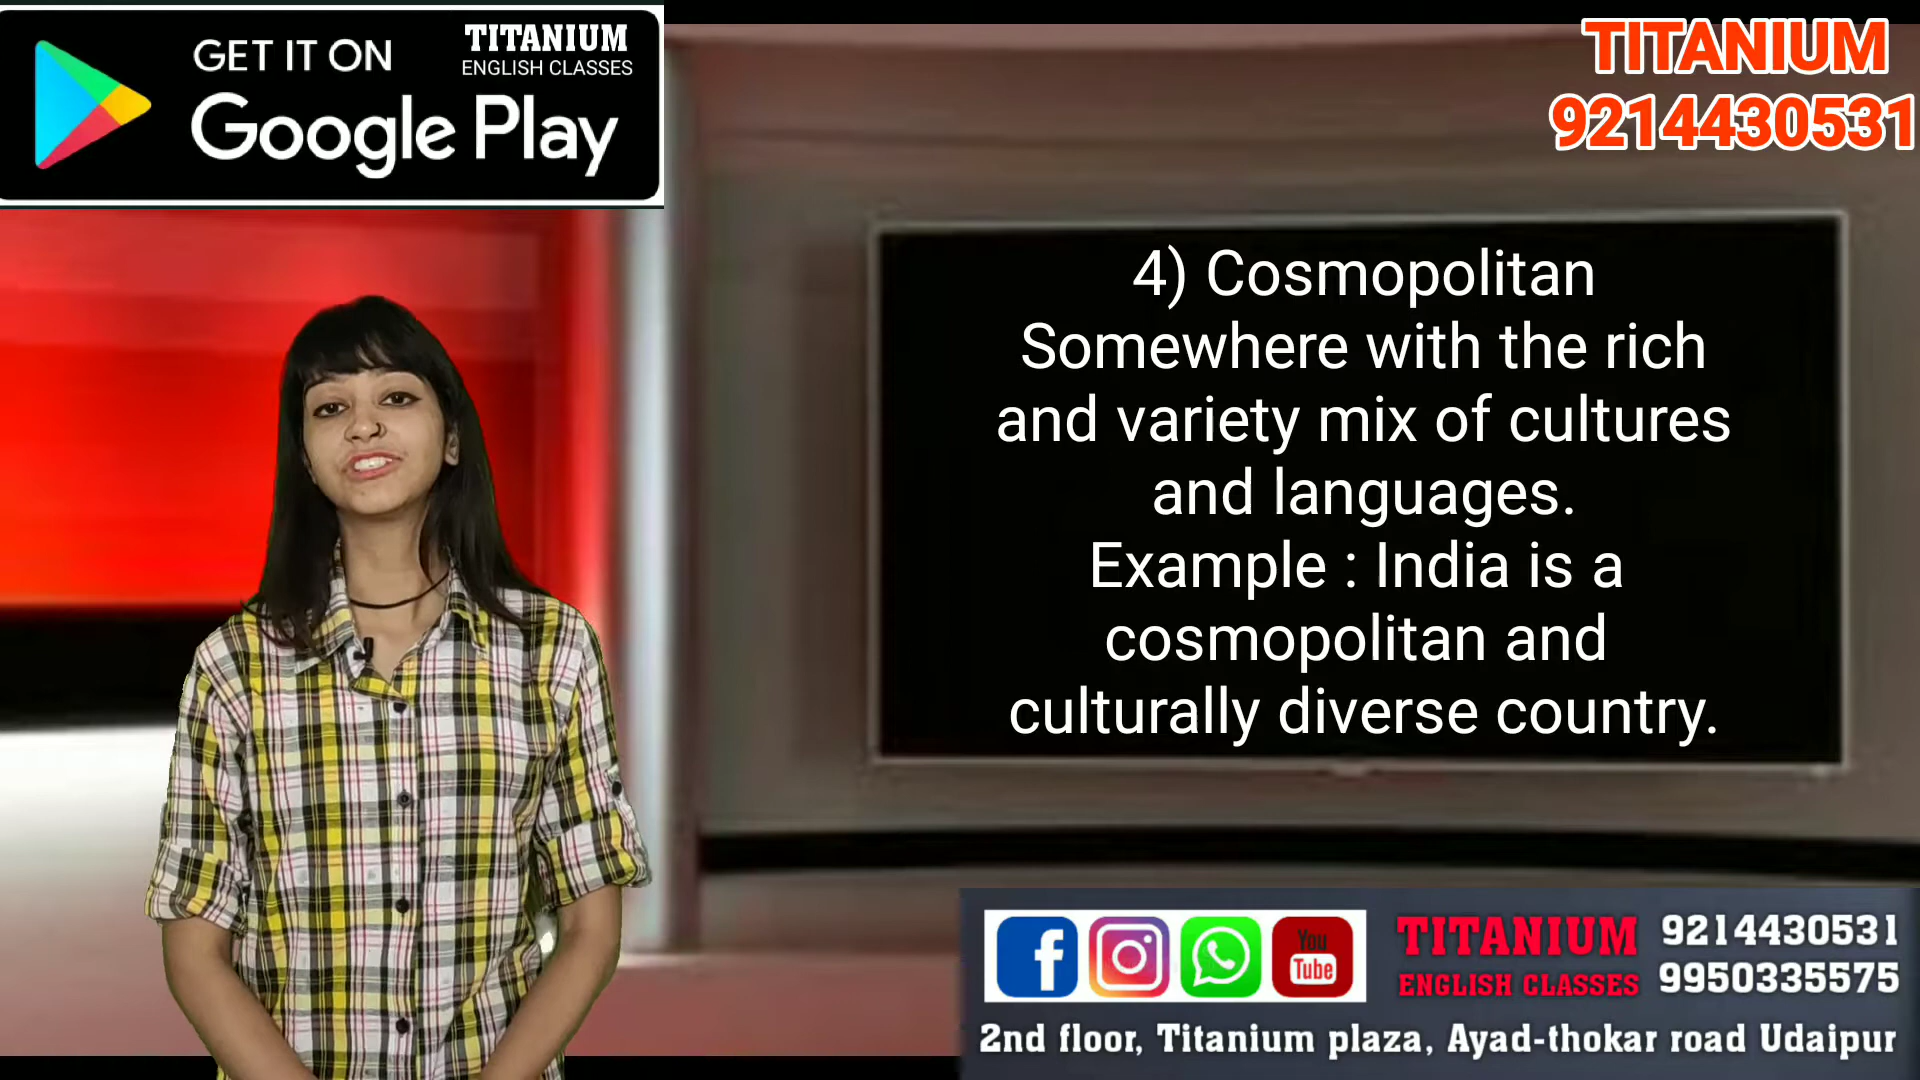 GET IT ON
Google Play
TITANIUM
ENGLISH CLASSES
TITANIUM
9214430531
4) Cosmopolitan
Somewhere with the rich
and variety mix of cultures
and languages.
Example : India is a
cosmopolitan and
culturally diverse country.
You
Tube
TITANIUM
ENGLISH CLASSES
9214430531
9950335575
2nd floor, Titanium plaza, Ayad-thokar road Udaipur